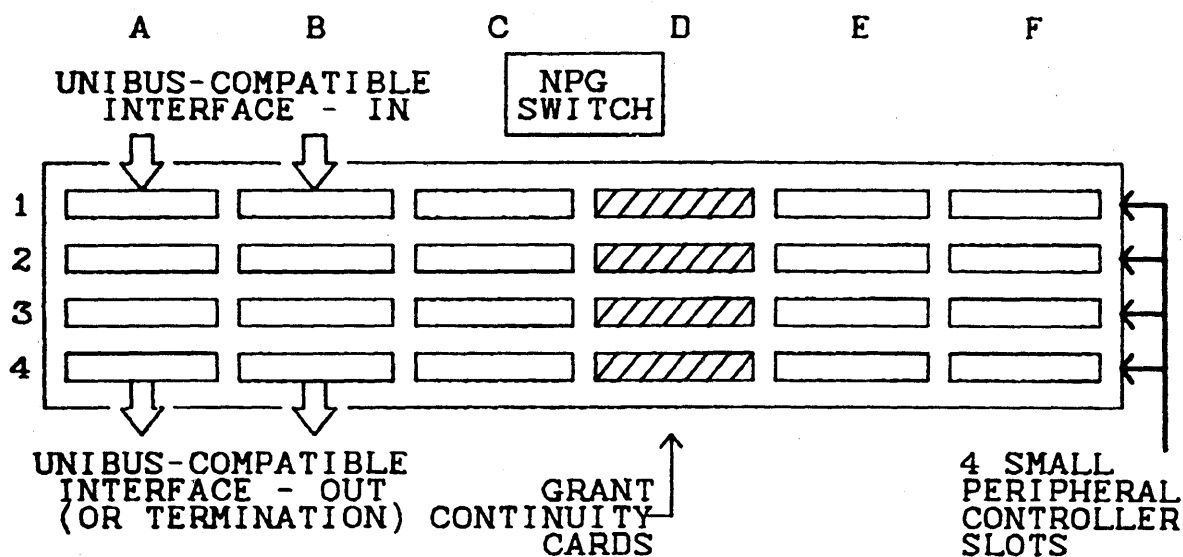 A B C D E F
UNIBUS-COMPATIBLE
INTERFACE - IN
NPG
SWITCH
1
2
3
4
UNIBUS-COMPATIBLE
INTERFACE - OUT
(OR TERMINATION)
GRANT
CONTINUITY
CARDS
4 SMALL
PERIPHERAL
CONTROLLER
SLOTS